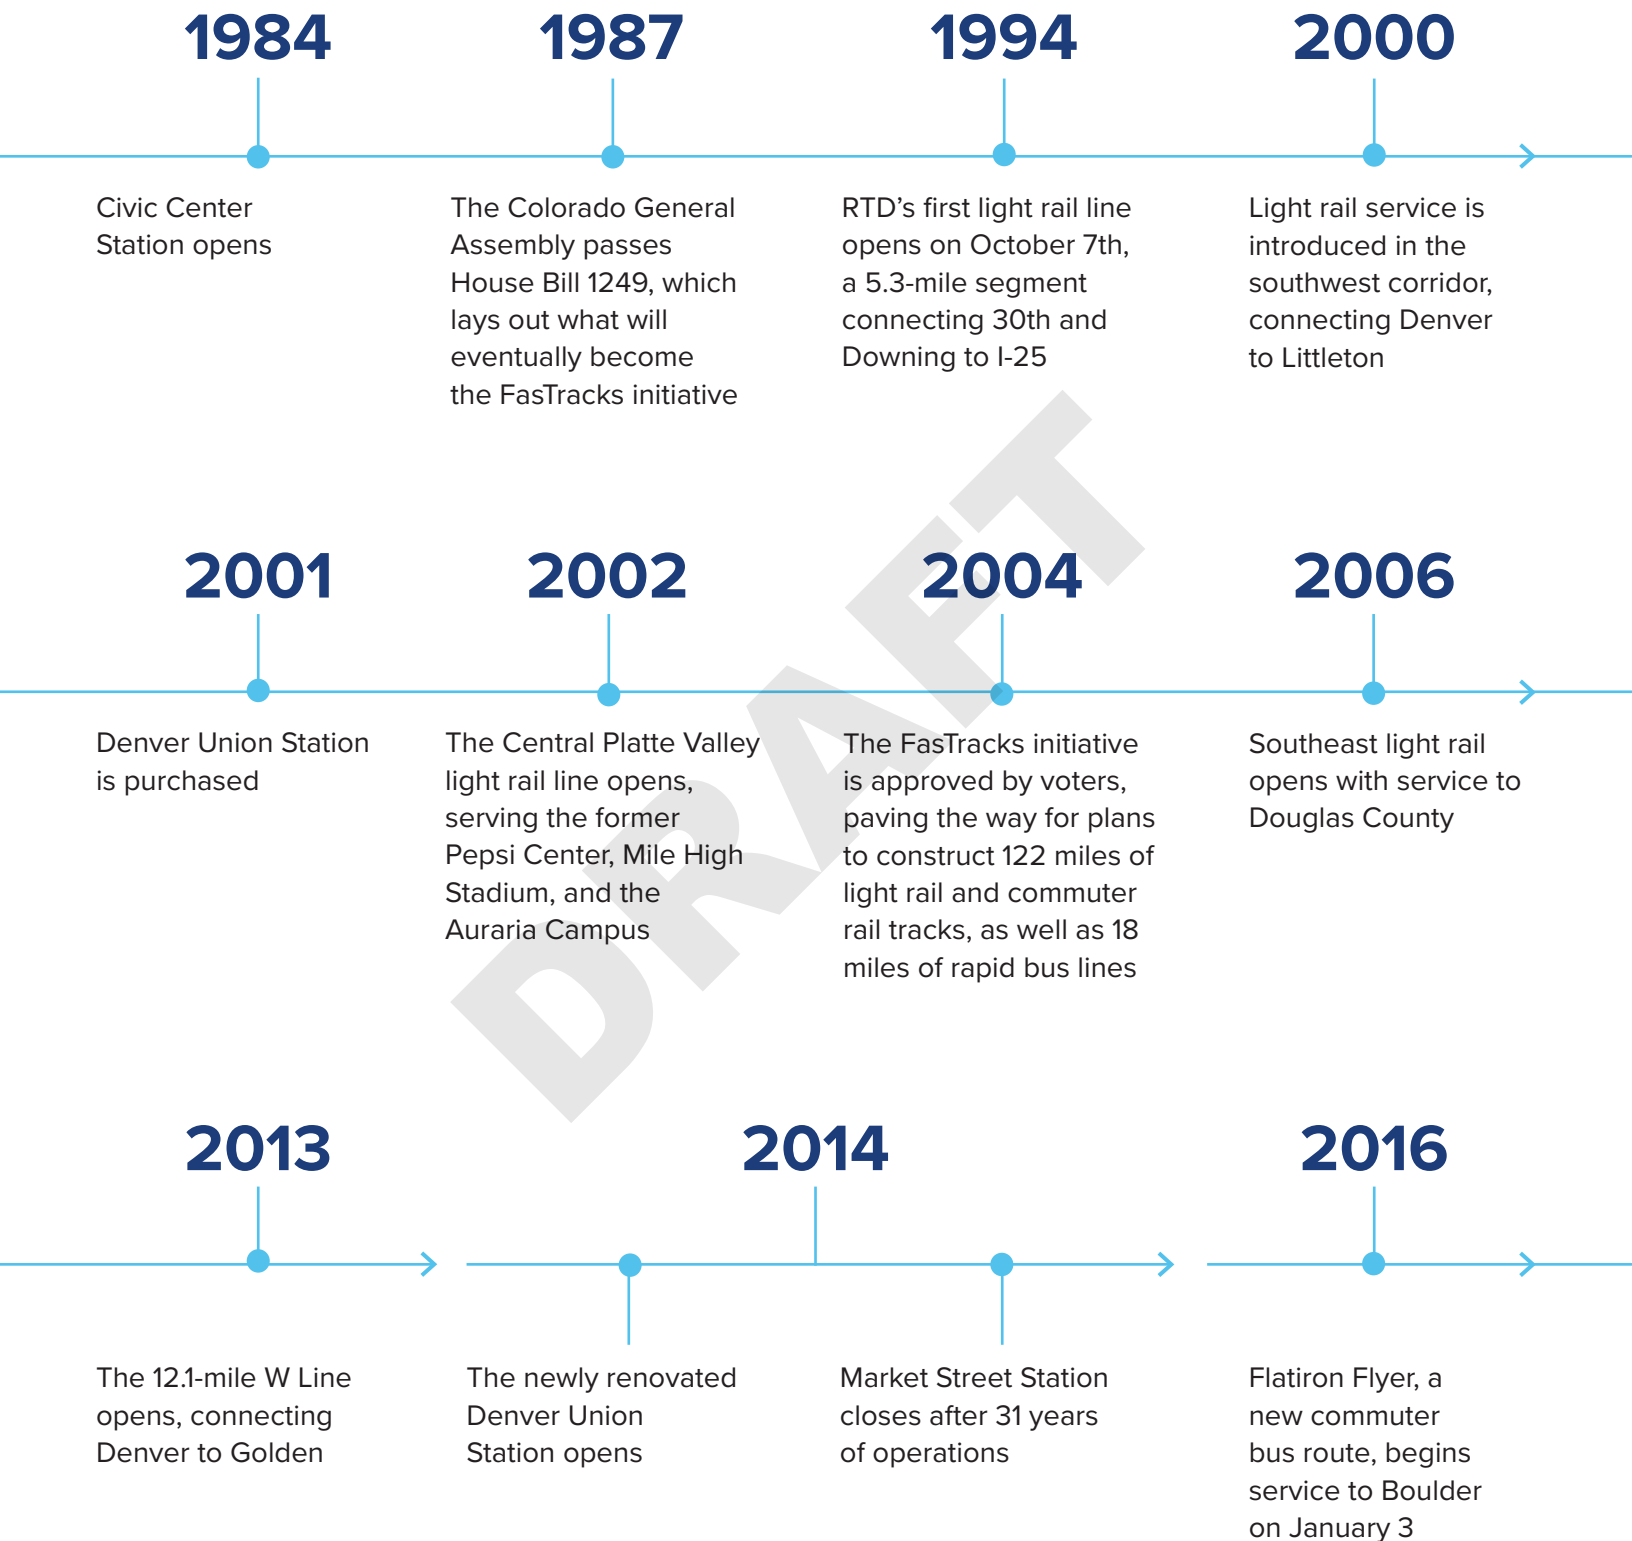 1984
Civic Center
Station opens
1987
The Colorado General
Assembly passes
House Bill 1249, which
lays out what will
eventually become
the FasTracks initiative
1994
RTD’s first light rail line
opens on October 7th,
a 5.3-mile segment
connecting 30th and
Downing to I-25
2000
Light rail service is
introduced in the
southwest corridor,
connecting Denver
to Littleton
2001
Denver Union Station
is purchased
2002
The Central Platte Valley
light rail line opens,
serving the former
Pepsi Center, Mile High
Stadium, and the
Auraria Campus
2004
The FasTracks initiative
is approved by voters,
paving the way for plans
to construct 122 miles of
light rail and commuter
rail tracks, as well as 18
miles of rapid bus lines
2006
Southeast light rail
opens with service to
Douglas County
DRAFT
2013
The 12.1-mile W Line
opens, connecting
Denver to Golden
2014
The newly renovated
Denver Union
Station opens
Market Street Station
closes after 31 years
of operations
2016
Flatiron Flyer, a
new commuter
bus route, begins
service to Boulder
on January 3